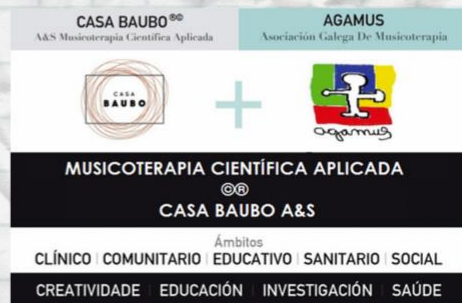 CASA BAUBO®©
A&S Musicoterapia Científica Aplicada
AGAMUS
Asociación Galega De Musicoterapia
CASA
BAUBO
+
agamus
MUSICOTERAPIA CIENTÍFICA APLICADA
©®
CASA BAUBO A&S
Ámbitos
CLÍNICO | COMUNITARIO | EDUCATIVO | SANITARIO | SOCIAL
CREATIVIDADE | EDUCACIÓN | INVESTIGACIÓN | SAÚDE